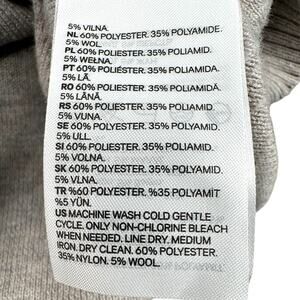 5% VILNA.
NL 60% POLYESTER. 35% POLYAMIDE.
5% WOL.
PL 60% POLIESTER. 35% POLIAMID.
5% WEŁNA.
PT 60% POLIÉSTER. 35% POLIAMIDA.
5% LÃ.
RO 60% POLIESTER. 35% POLIAMIDĂ.
5% LÂNĂ.
RS 60% POLIESTER. 35% POLIAMID.
5% VUNA.
SE 60% POLYESTER. 35% POLYAMID.
5% ULL.
SI 60% POLIESTER. 35% POLIAMID.
5% VOLNA.
SK 60% POLYESTER. 35% POLYAMID.
5% VLNA.
TR %60 POLYESTER. %35 POLYAMİT
%5 YÜN.
US MACHINE WASH COLD GENTLE
CYCLE. ONLY NON-CHLORINE BLEACH
WHEN NEEDED. LINE DRY. MEDIUM
IRON. DRY CLEAN. 60% POLYESTER.
35% NYLON. 5% WOOL.